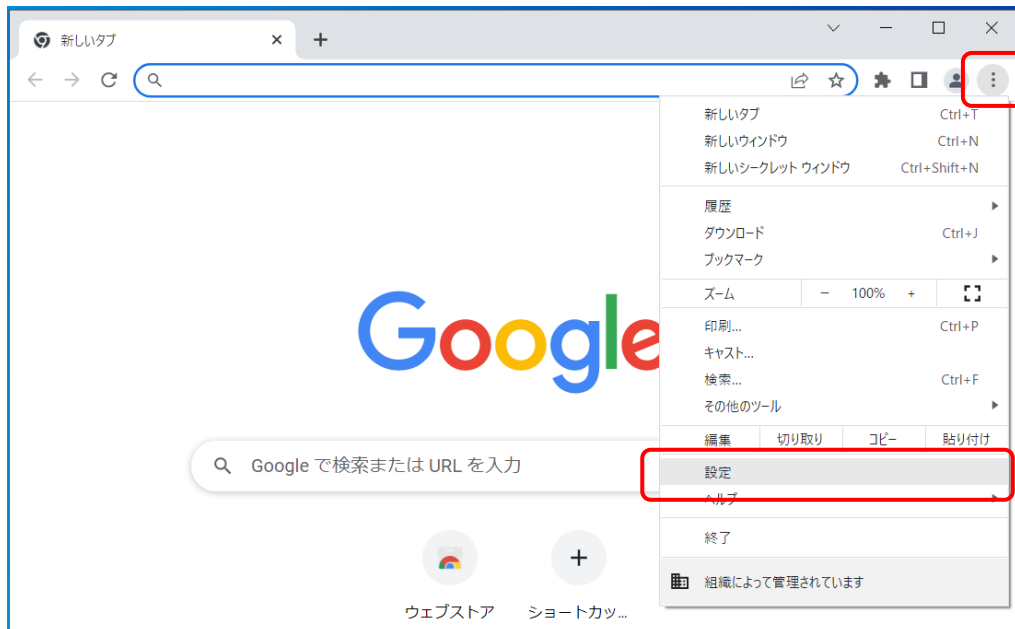 新しいタブ
新しいタブ Ctrl+T
新しいウィンドウ Ctrl+N
新しいシークレット ウィンドウ Ctrl+Shift+N
履歴
ダウンロード Ctrl+J
ブックマーク
ズーム − 100% +
印刷... Ctrl+P
キャスト...
検索... Ctrl+F
その他のツール
編集 切り取り コピー 貼り付け
設定
ヘルプ
終了
組織によって管理されています
Google
Google で検索または URL を入力
ウェブストア ショートカッ...